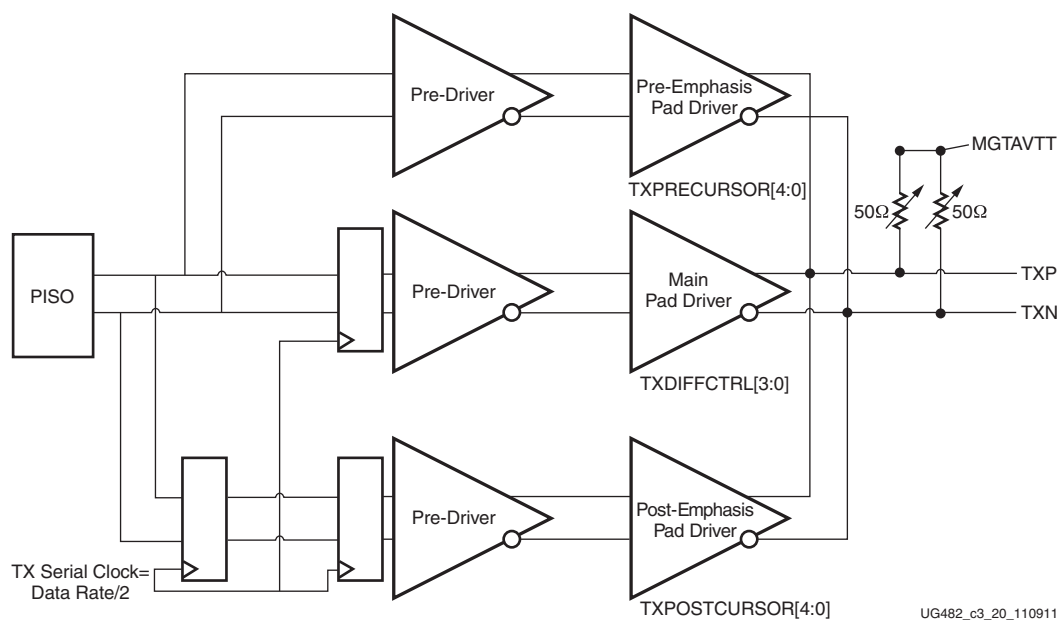 Pre-Driver
Pre-Emphasis
Pad Driver
TXPRECURSOR[4:0]
MGTAVTT
50Ω
50Ω
PISO
Pre-Driver
Main
Pad Driver
TXP
TXN
TXDIFFCTRL[3:0]
Pre-Driver
Post-Emphasis
Pad Driver
TX Serial Clock=
Data Rate/2
TXPOSTCURSOR[4:0]
UG482_c3_20_110911